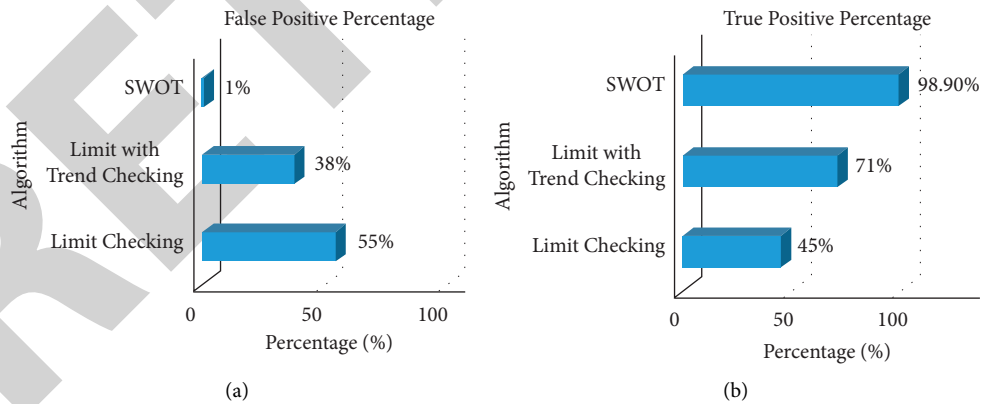 False Positive Percentage
SWOT
1%
Limit with
Trend Checking
38%
Limit Checking
55%
Algorithm
0
50
100
Percentage (%)
(a)
True Positive Percentage
SWOT
98.90%
Limit with
Trend Checking
71%
Limit Checking
45%
Algorithm
0
50
100
Percentage (%)
(b)